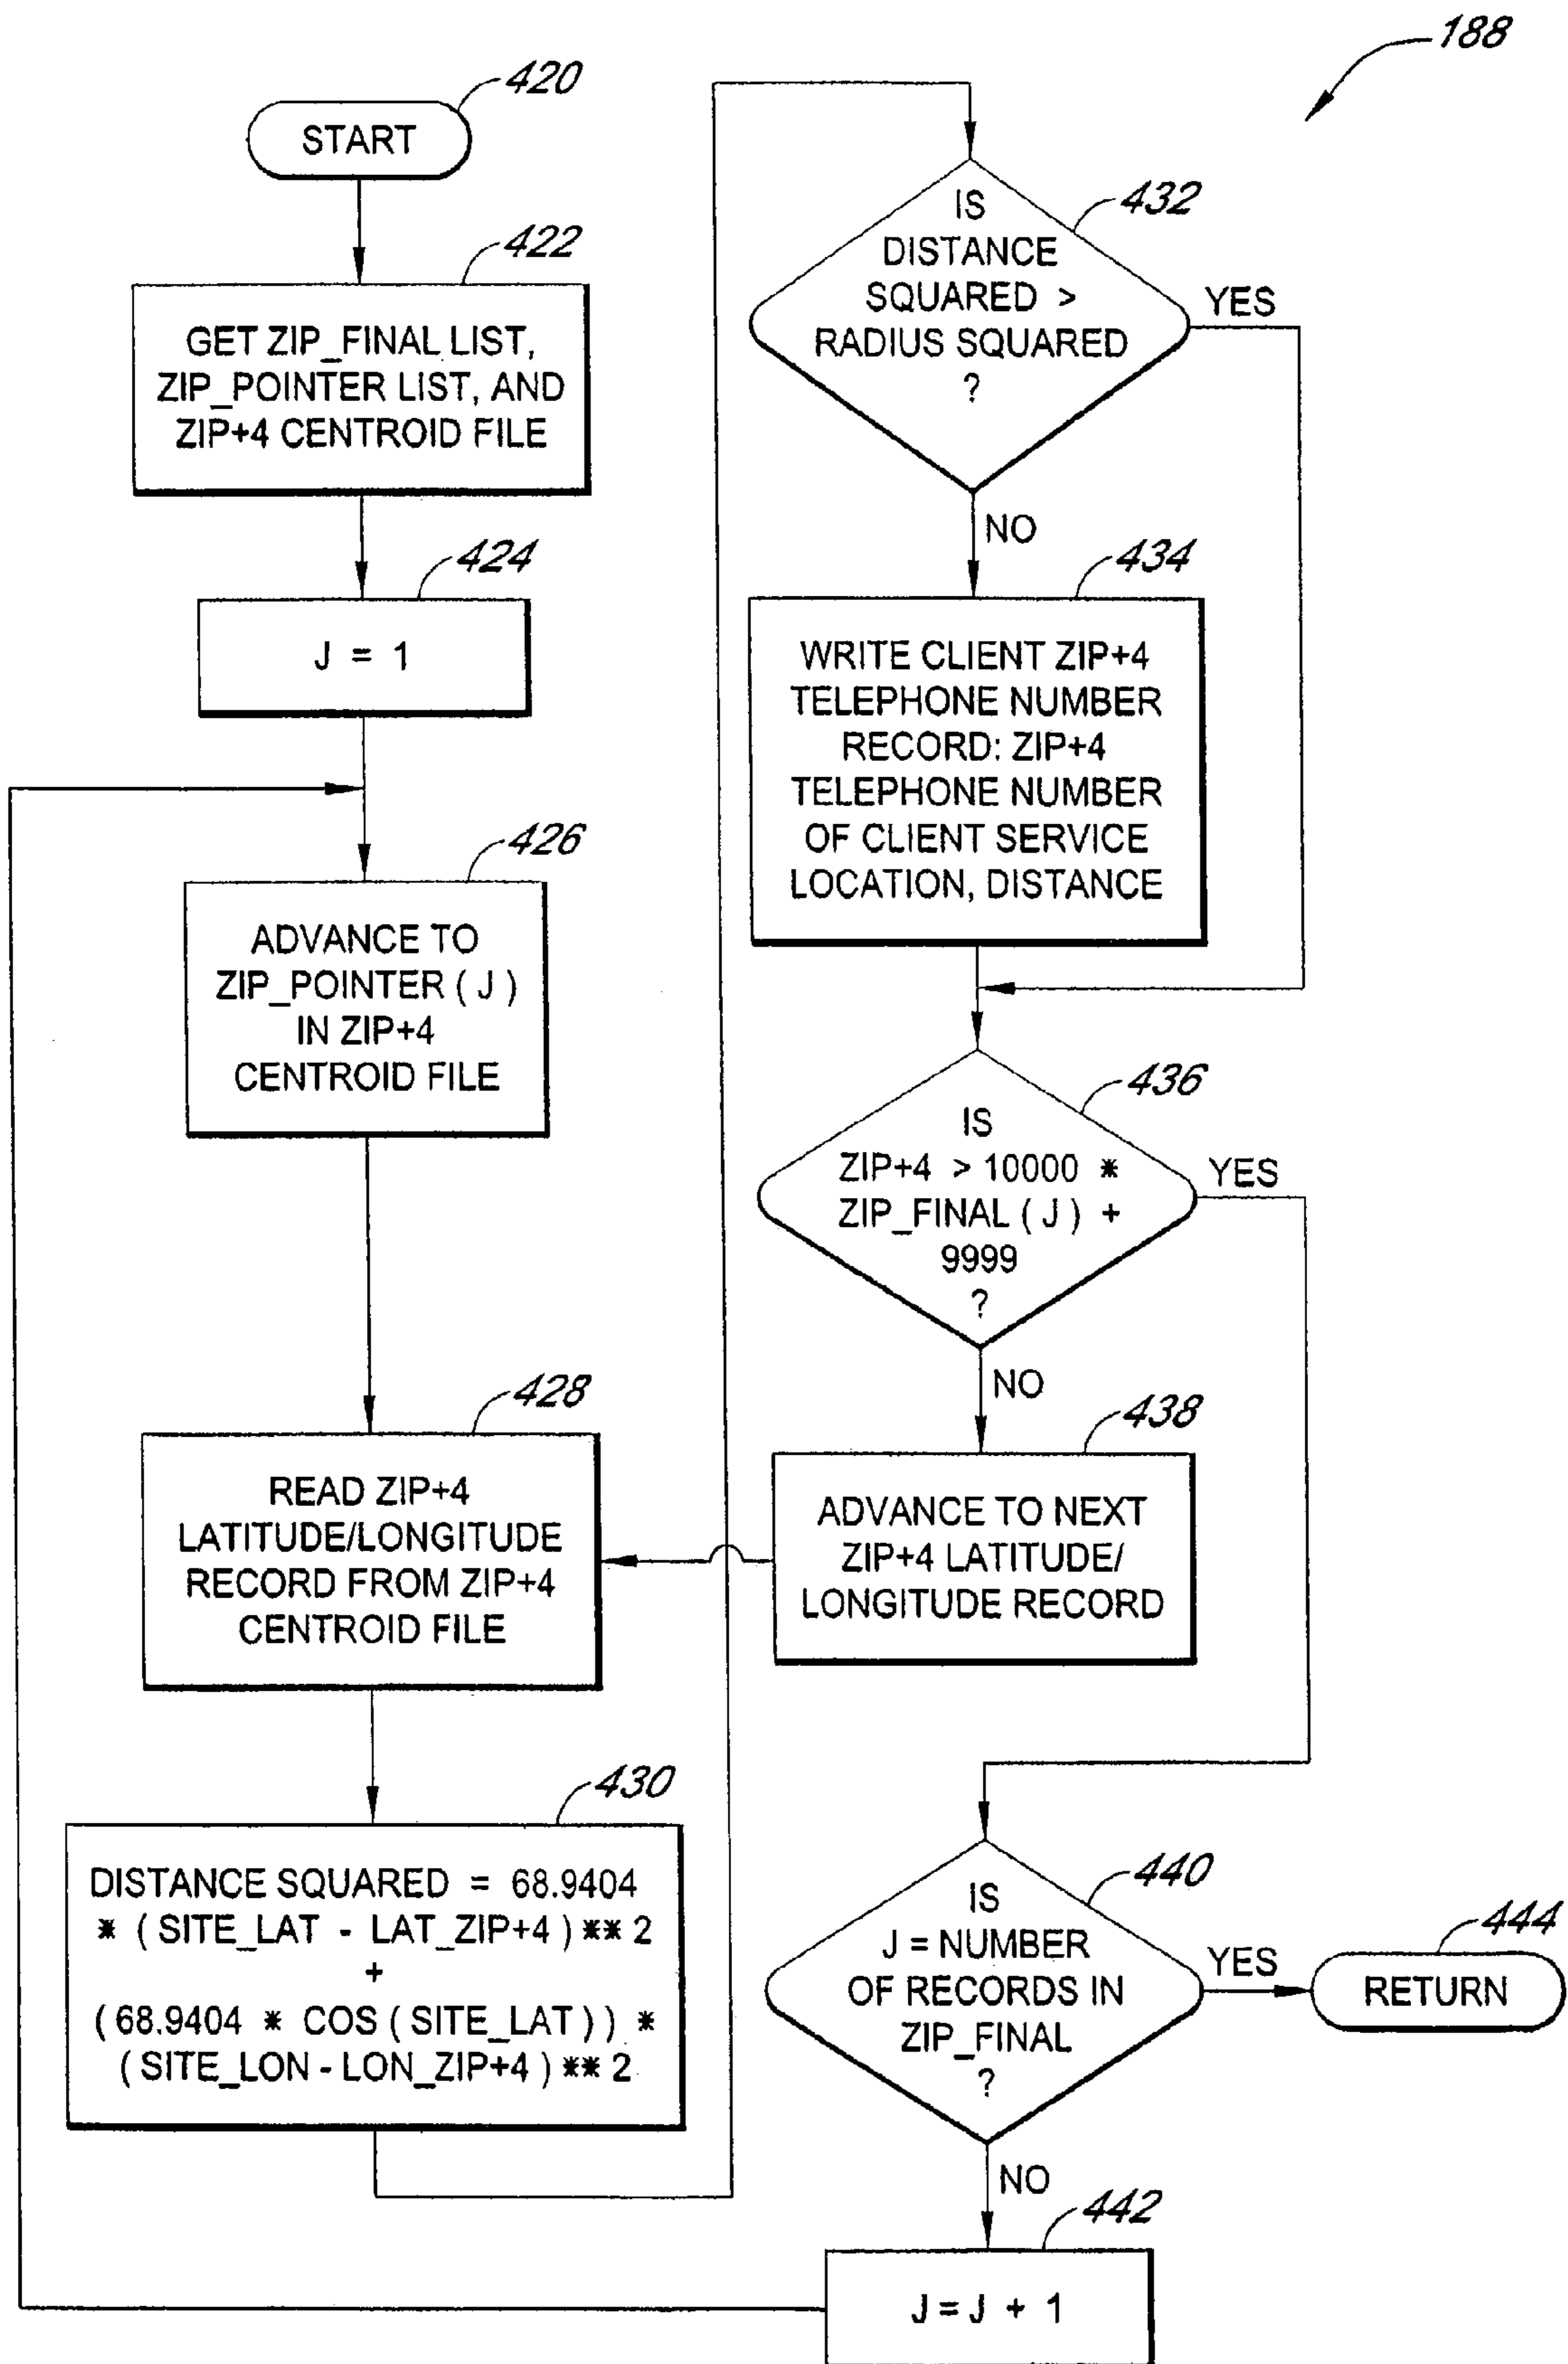 188
420
START
422
GET ZIP_FINAL LIST,
ZIP_POINTER LIST, AND
ZIP+4 CENTROID FILE
424
J = 1
426
ADVANCE TO
ZIP_POINTER ( J )
IN ZIP+4
CENTROID FILE
428
READ ZIP+4
LATITUDE/LONGITUDE
RECORD FROM ZIP+4
CENTROID FILE
430
DISTANCE SQUARED = 68.9404
* ( SITE_LAT - LAT_ZIP+4 ) ** 2
+
( 68.9404 * COS ( SITE_LAT ) ) *
( SITE_LON - LON_ZIP+4 ) ** 2
432
IS
DISTANCE
SQUARED >
RADIUS SQUARED
?
YES
NO
434
WRITE CLIENT ZIP+4
TELEPHONE NUMBER
RECORD: ZIP+4
TELEPHONE NUMBER
OF CLIENT SERVICE
LOCATION, DISTANCE
436
IS
ZIP+4 > 10000 *
ZIP_FINAL ( J ) +
9999
?
YES
NO
438
ADVANCE TO NEXT
ZIP+4 LATITUDE/
LONGITUDE RECORD
440
IS
J = NUMBER
OF RECORDS IN
ZIP_FINAL
?
YES
444
RETURN
NO
442
J = J + 1